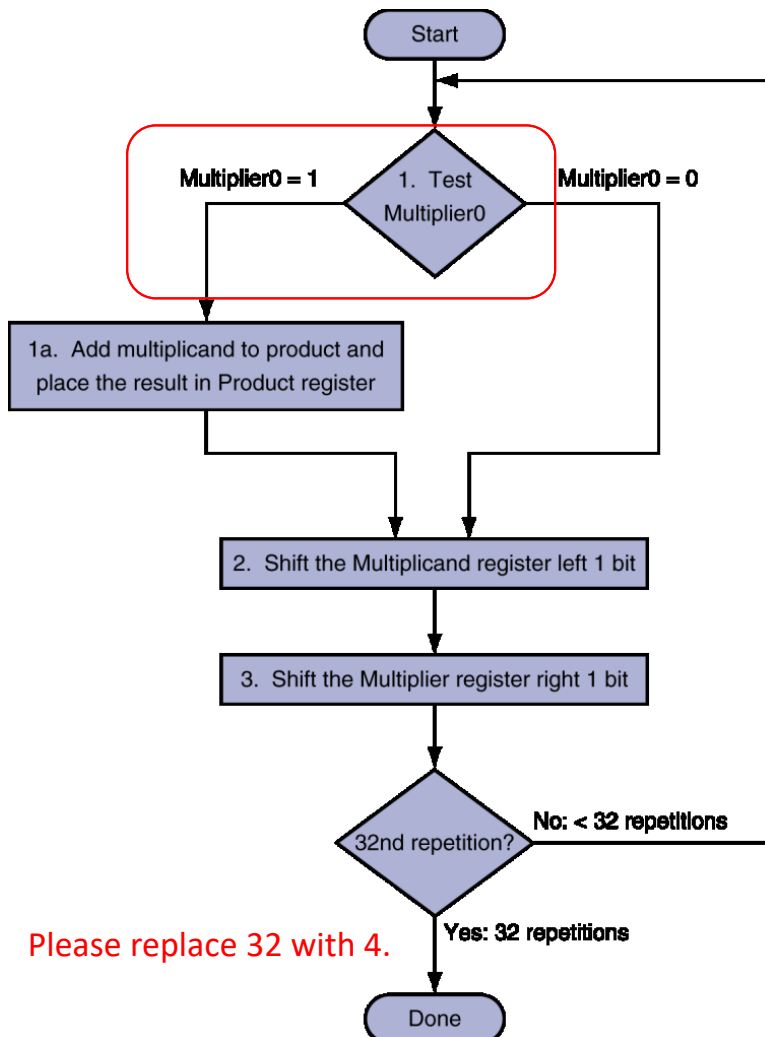 Start
Multiplier0 = 1
1. Test
Multiplier0
Multiplier0 = 0
1a. Add multiplicand to product and
place the result in Product register
2. Shift the Multiplicand register left 1 bit
3. Shift the Multiplier register right 1 bit
32nd repetition?
No: < 32 repetitions
Please replace 32 with 4.
Yes: 32 repetitions
Done